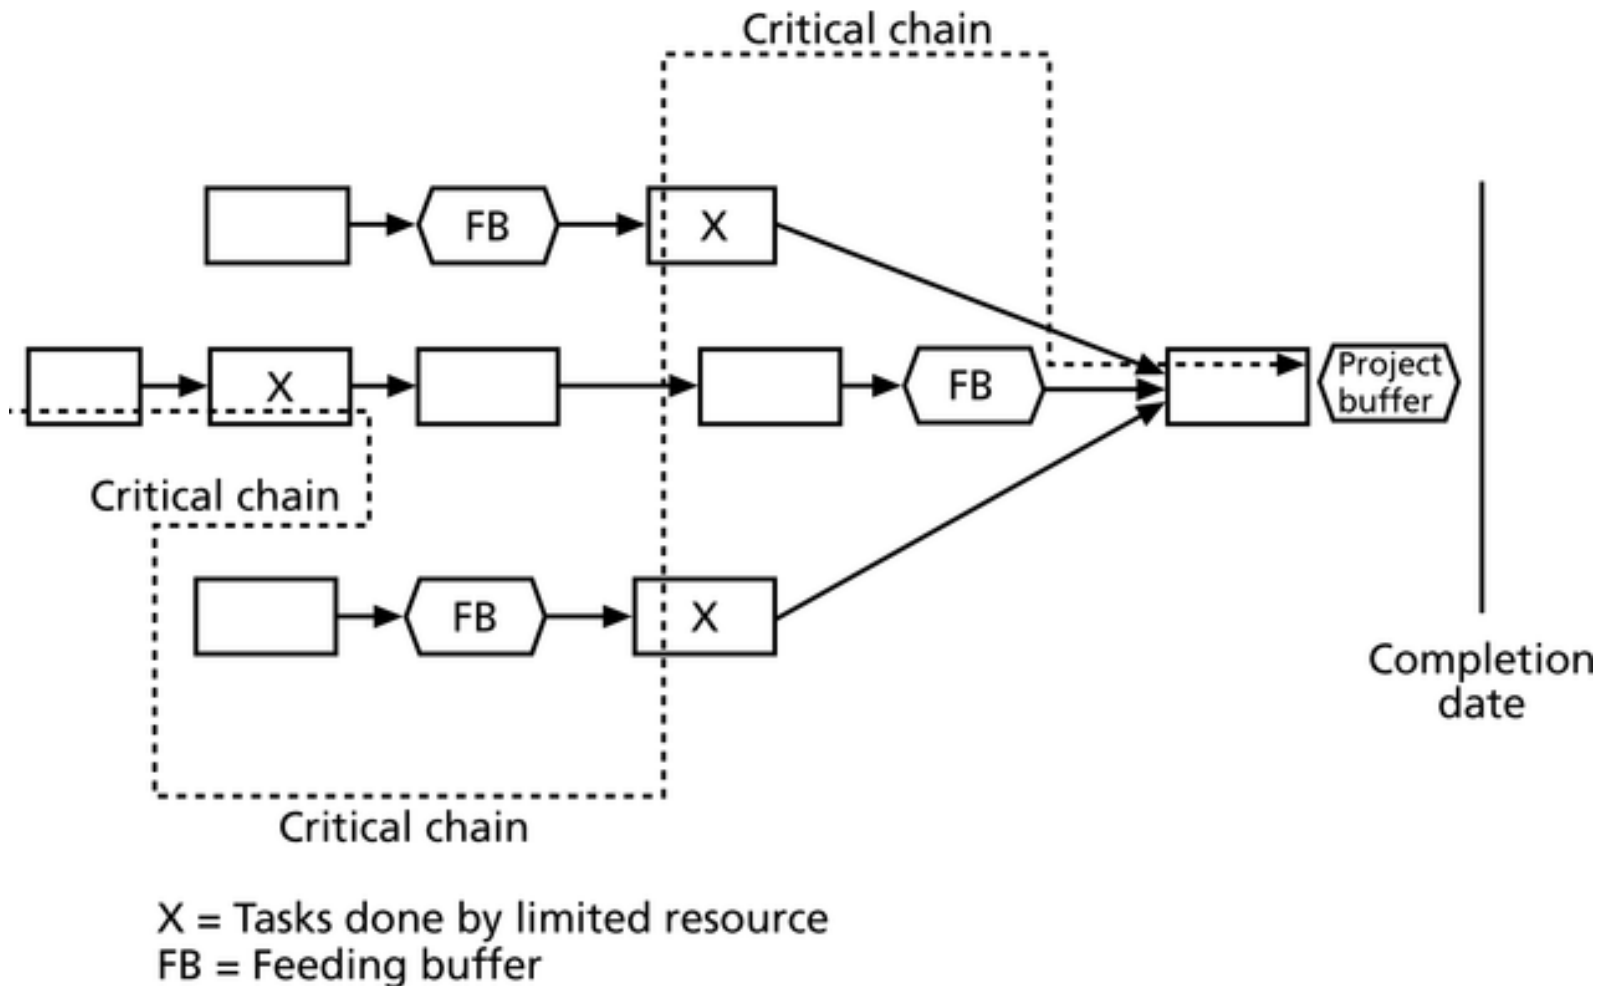 Critical chain
FB
X
X
FB
Project
buffer
Critical chain
FB
X
Completion
date
Critical chain
X = Tasks done by limited resource
FB = Feeding buffer